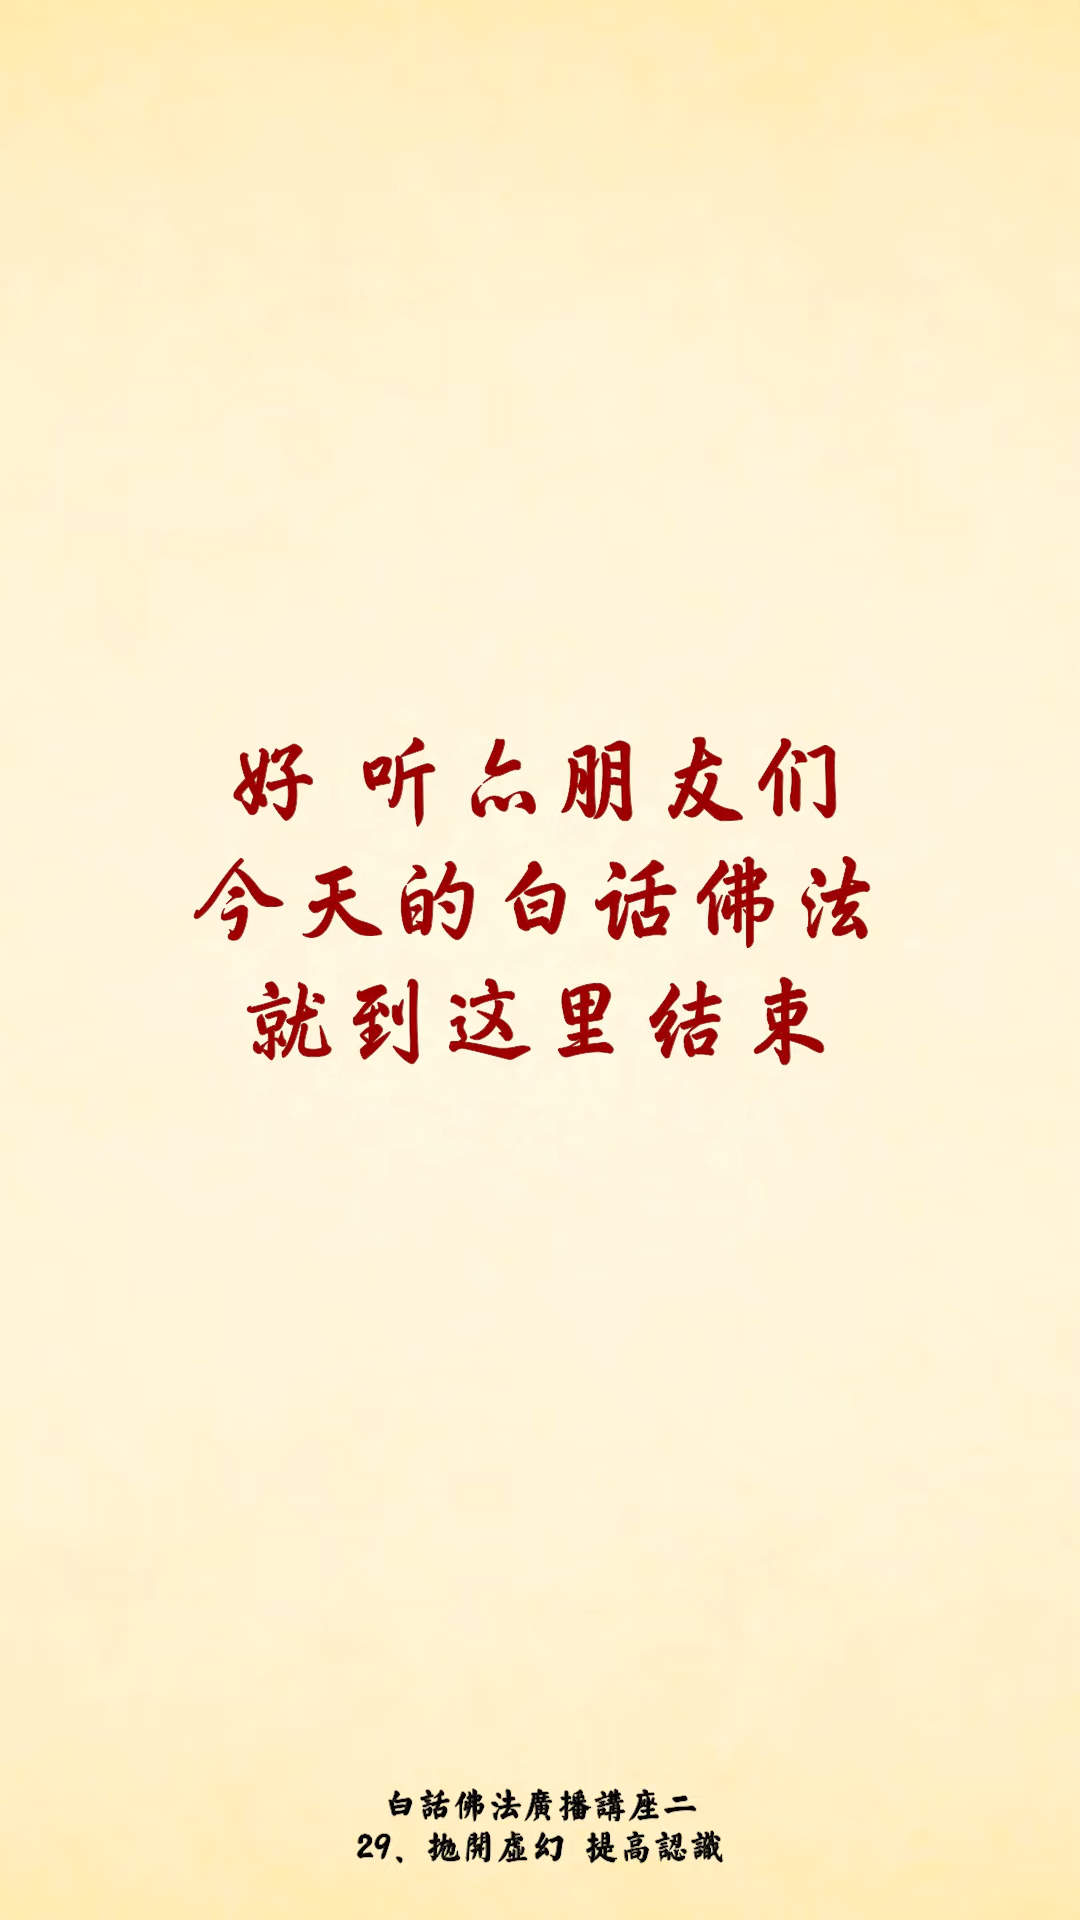 好 听众朋友们
今天的白话佛法
就到这里结束
白話佛法廣播講座二
29、拋開虛幻 提高認識